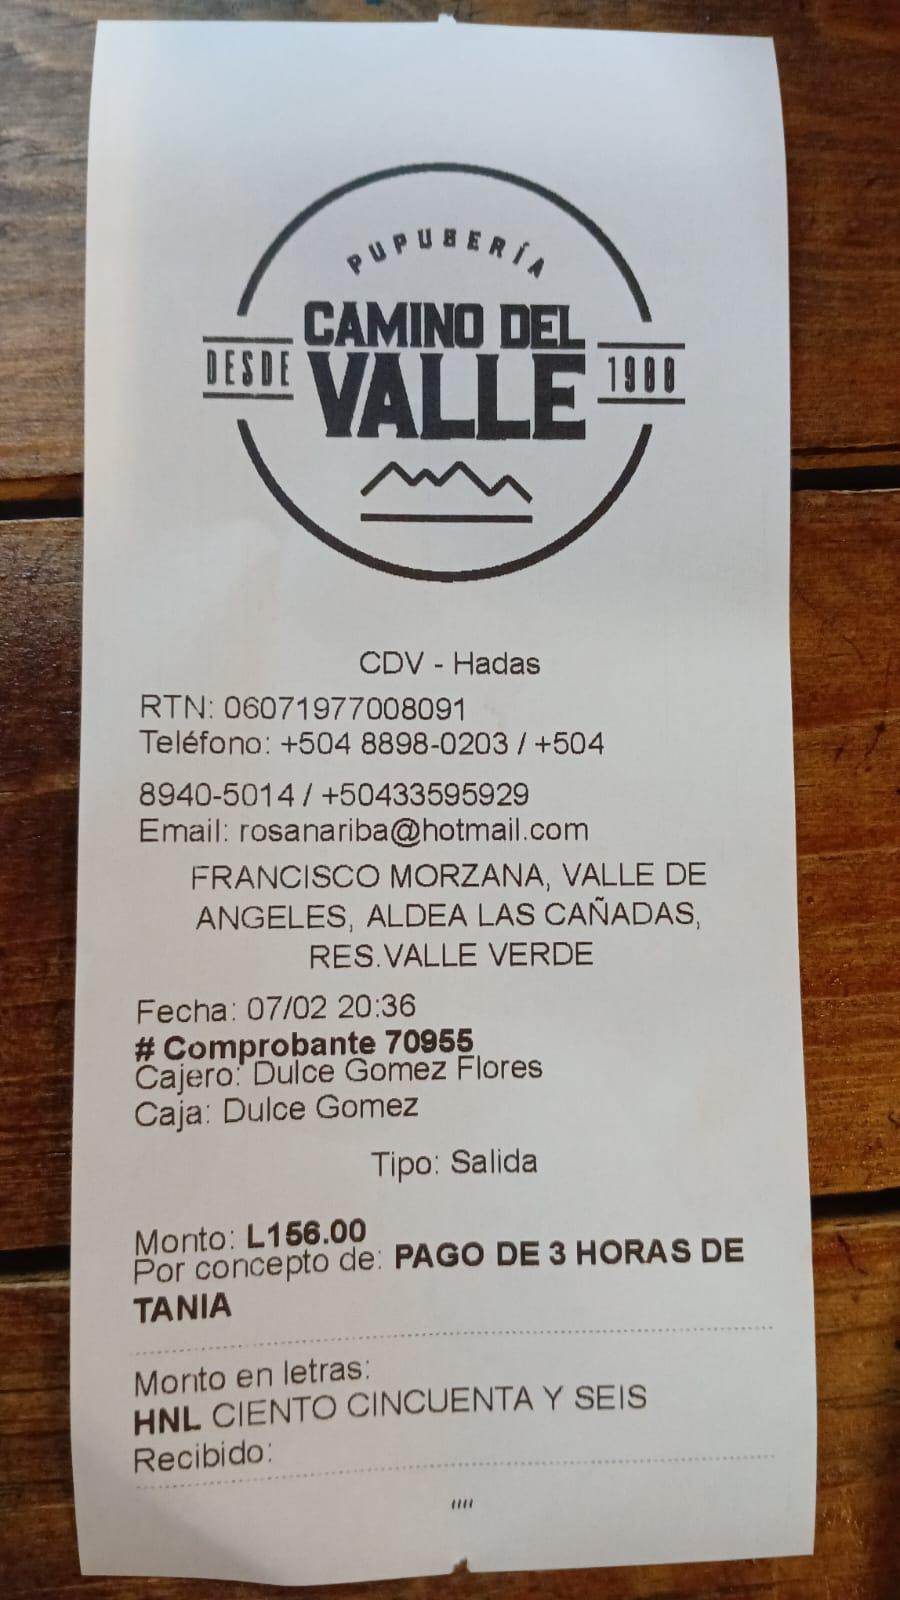 PUPUSERÍA
CAMINO DEL
DESDE VALLE 1988
CDV - Hadas
RTN: 06071977008091
Teléfono: +504 8898-0203 / +504
8940-5014 / +50433595929
Email: rosanariba@hotmail.com
FRANCISCO MORZANA, VALLE DE
ANGELES, ALDEA LAS CAÑADAS,
RES.VALLE VERDE
Fecha: 07/02 20:36
# Comprobante 70955
Cajero: Dulce Gomez Flores
Caja: Dulce Gomez
Tipo: Salida
Monto: L156.00
Por concepto de: PAGO DE 3 HORAS DE
TANIA
Monto en letras:
HNL CIENTO CINCUENTA Y SEIS
Recibido:
""